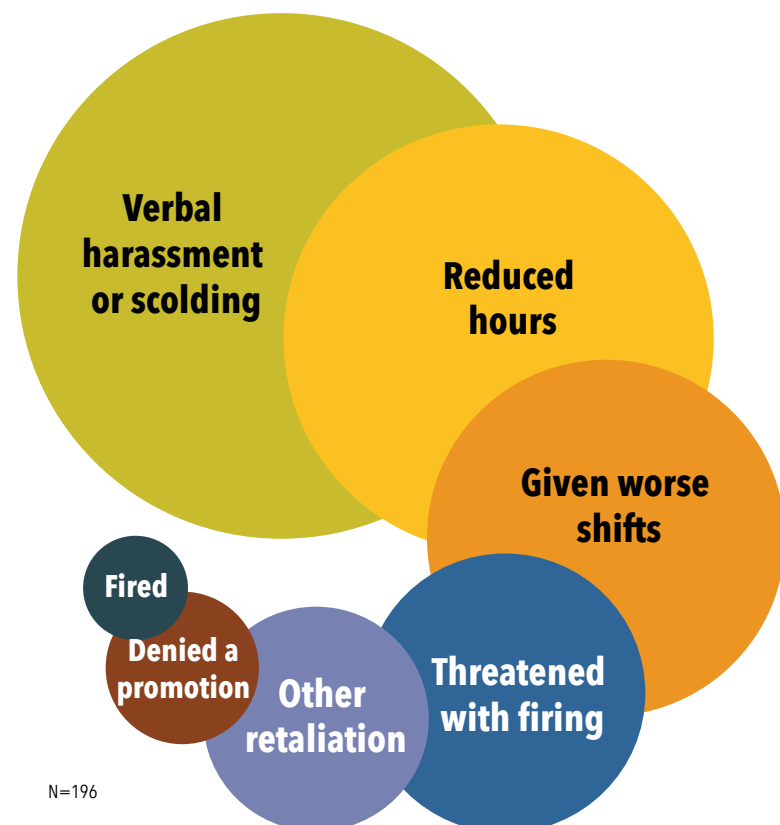 Verbal
harassment
or scolding
Reduced
hours
Given worse
shifts
Fired
Denied a
promotion
Other
retaliation
Threatened
with firing
N=196